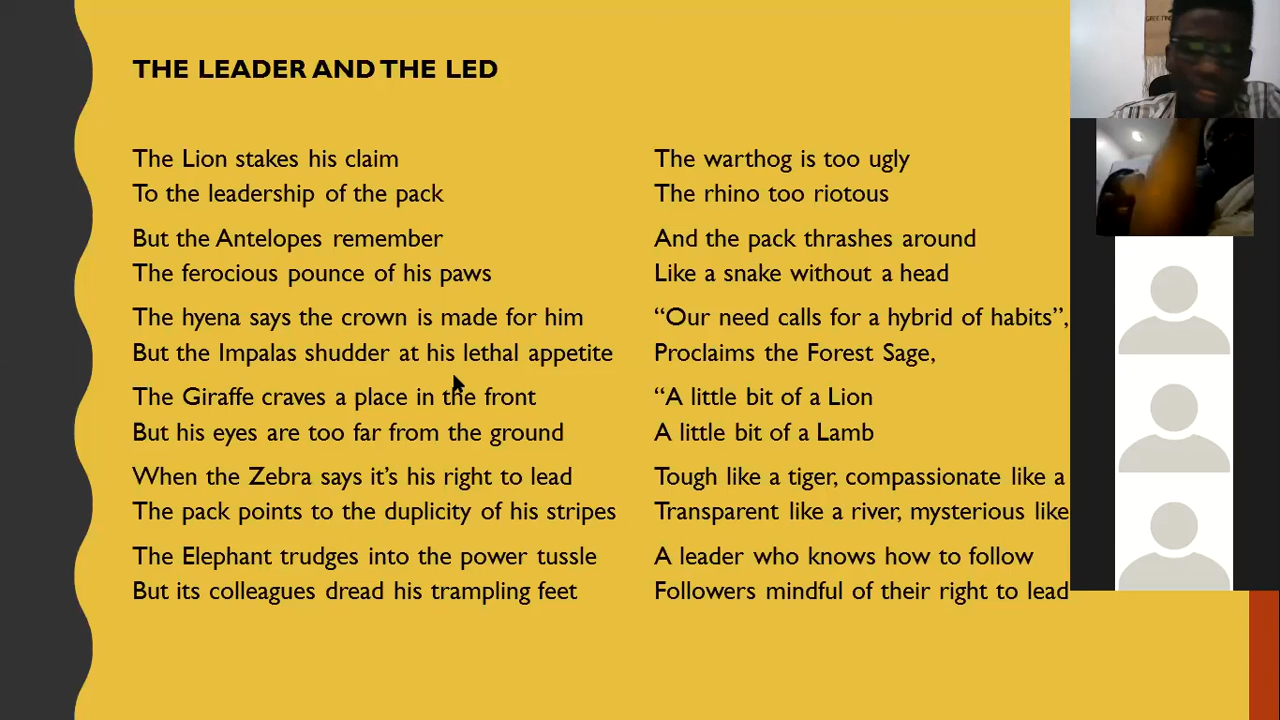 THE LEADER AND THE LED
The Lion stakes his claim
To the leadership of the pack
But the Antelopes remember
The ferocious pounce of his paws
The hyena says the crown is made for him
But the Impalas shudder at his lethal appetite
The Giraffe craves a place in the front
But his eyes are too far from the ground
When the Zebra says it’s his right to lead
The pack points to the duplicity of his stripes
The Elephant trudges into the power tussle
But its colleagues dread his trampling feet
The warthog is too ugly
The rhino too riotous
And the pack thrashes around
Like a snake without a head
“Our need calls for a hybrid of habits”,
Proclaims the Forest Sage,
“A little bit of a Lion
A little bit of a Lamb
Tough like a tiger, compassionate like a
Transparent like a river, mysterious like
A leader who knows how to follow
Followers mindful of their right to lead